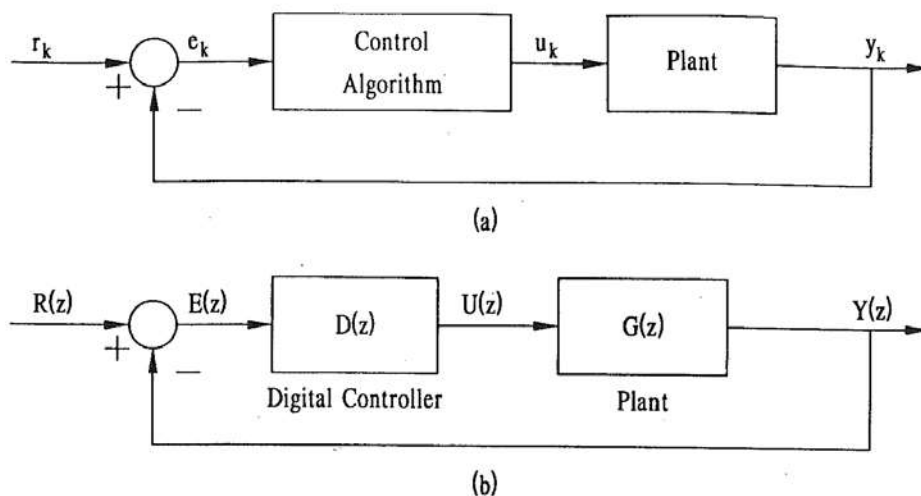 r_k
e_k
Control
Algorithm
u_k
Plant
y_k
+
−
(a)
R(z)
E(z)
D(z)
U(z)
G(z)
Y(z)
+
−
Digital Controller
Plant
(b)